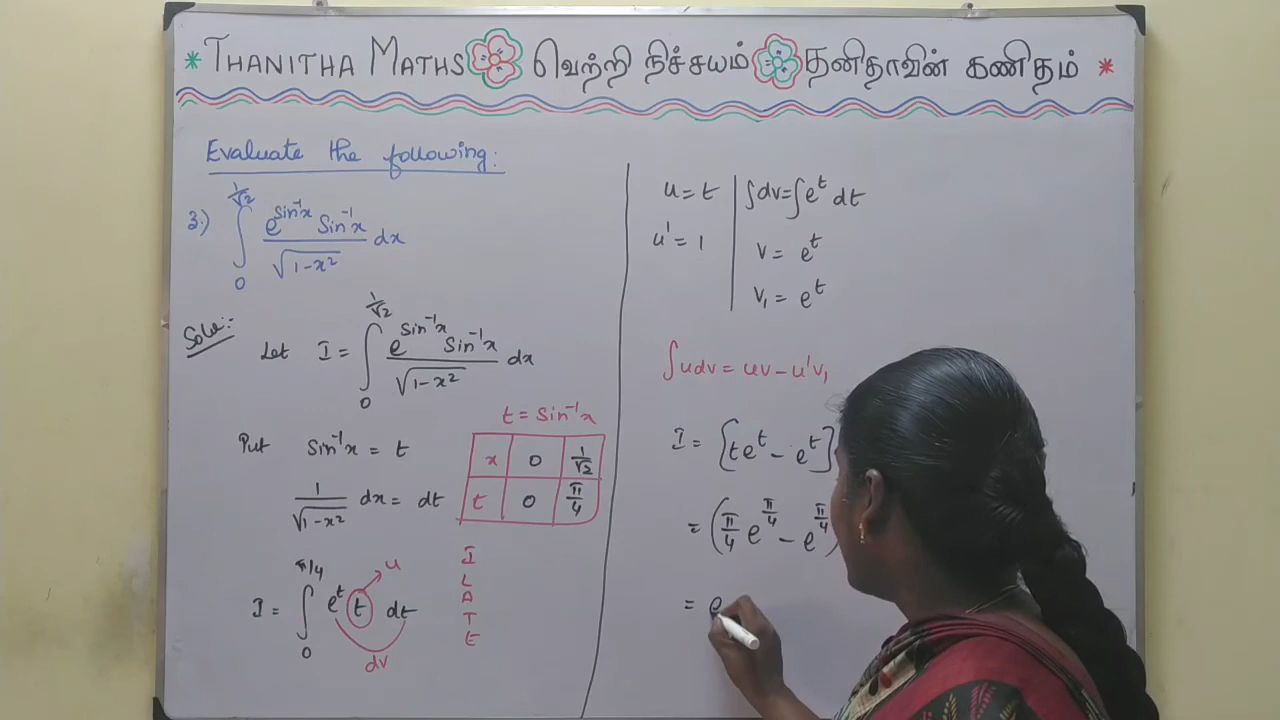 * THANITHA MATHS வெற்றி நிச்சயம் தனிதாவின் கணிதம் *
Evaluate the following:
3.) ∫₀^(1/√2) e^(sin⁻¹x) sin⁻¹x / √(1-x²) dx
Soln:-
Let I = ∫₀^(1/√2) e^(sin⁻¹x) sin⁻¹x / √(1-x²) dx
Put sin⁻¹x = t
1/√(1-x²) dx = dt
t = sin⁻¹x
x 0 1/√2
t 0 π/4
I = ∫₀^(π/4) e^t t dt
u
dv
I
L
A
T
E
u = t ∫dv = ∫e^t dt
u' = 1 v = e^t
v₁ = e^t
∫udv = uv - u'v₁
I = [te^t - e^t]
= (π/4 e^(π/4) - e^(π/4))
= e